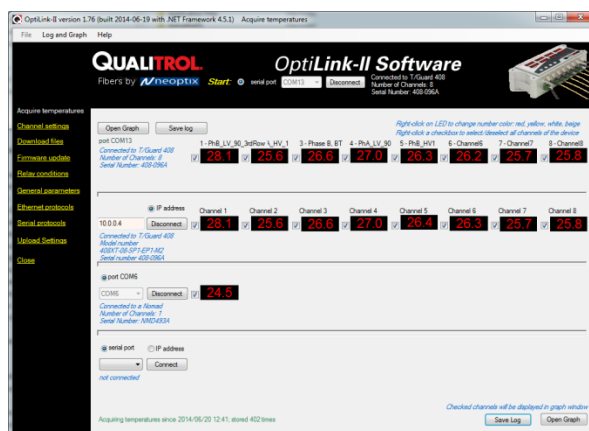 OptiLink-II version 1.76 (built 2014-06-19 with .NET Framework 4.5.1) Acquire temperatures
File Log and Graph Help
QUALITROL. OptiLink-II Software
Fibers by neoptix Start: serial port COM13 Disconnect
Connected to T/Guard 408
Number of Channels: 8
Serial Number: 408-096A
Acquire temperatures
Channel settings
Download files
Firmware update
Relay conditions
General parameters
Ethernet protocols
Serial protocols
Upload Settings
Close
Open Graph Save log
Right-click on LED to change number color: red, yellow, white, beige
Right-click a checkbox to select/deselect all channels of the device
port COM13
Connected to T/Guard 408
Number of Channels: 8
Serial Number: 408-096A
1 - PhB_LV_90_3rdRow \_HV_1 3 - Phase B, BT 4 - PhA_LV_90 5 - PhB_HV1 6 - Channel6 7 - Channel7 8 - Channel8
28.1 25.6 26.6 27.0 26.3 26.2 25.7 25.8
IP address
Channel 1 Channel 2 Channel 3 Channel 4 Channel 5 Channel 6 Channel 7 Channel 8
10.0.0.4 Disconnect 28.1 25.6 26.6 27.0 26.4 26.3 25.7 25.8
Connected to T/Guard 408
Model number
408XT-08-SP1-EP1-M2
Serial number 408-096A
port COM6
COM6 Disconnect 24.5
Connected to a Nomad
Number of Channels: 1
Serial Number: NMD493A
serial port IP address
Connect
not connected
Acquiring temperatures since 2014/06/20 12:41; stored 402 times
Checked channels will be displayed in graph window
Save Log Open Graph